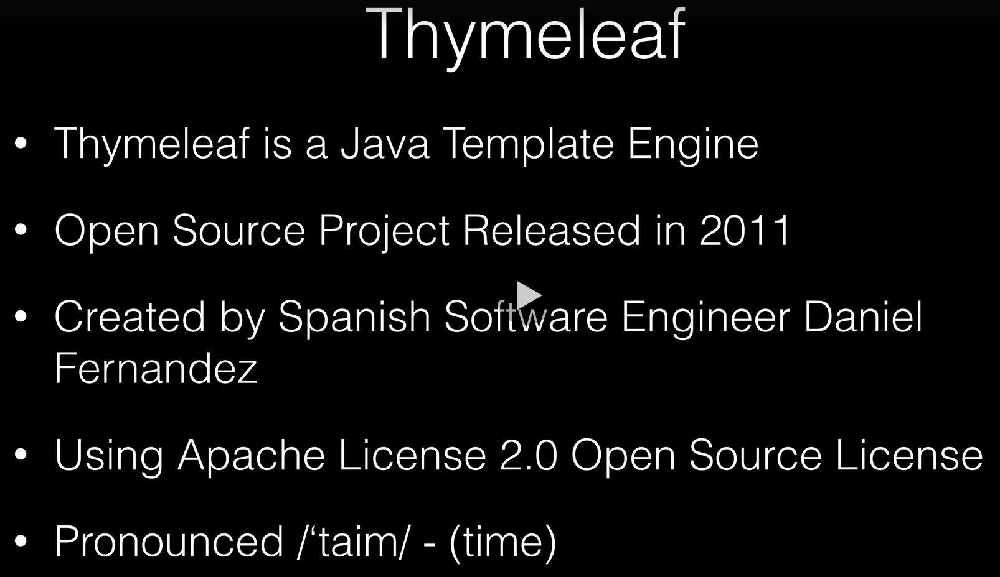 Thymeleaf
• Thymeleaf is a Java Template Engine
• Open Source Project Released in 2011
• Created by Spanish Software Engineer Daniel
Fernandez
• Using Apache License 2.0 Open Source License
• Pronounced /‘taim/ - (time)